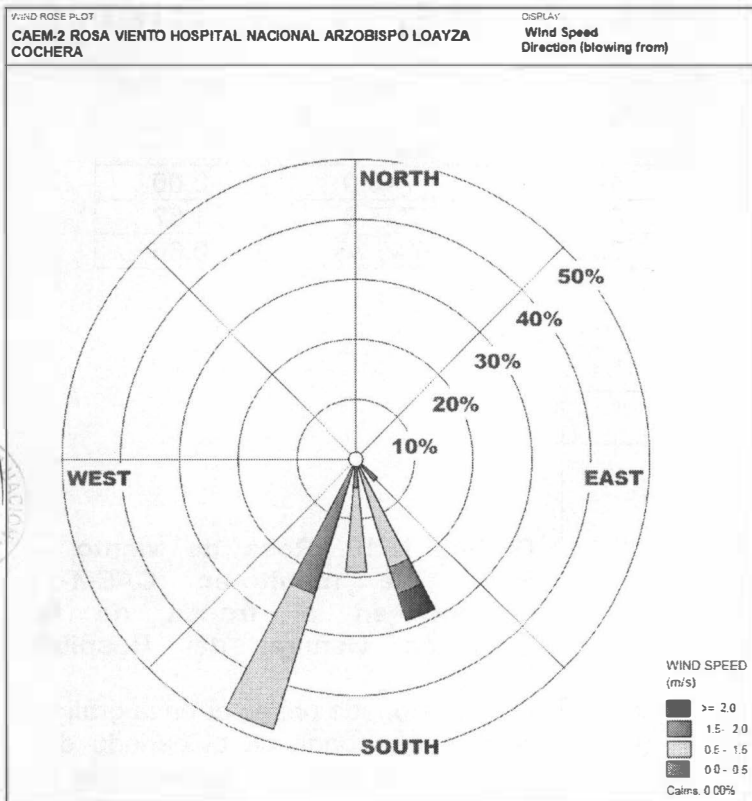 WIND ROSE PLOT
CAEM-2 ROSA VIENTO HOSPITAL NACIONAL ARZOBISPO LOAYZA
COCHERA
DISPLAY
Wind Speed
Direction (blowing from)
NORTH
50%
40%
30%
20%
10%
WEST
EAST
SOUTH
WIND SPEED
(m/s)
>= 2.0
1.5- 2.0
0.5 - 1.5
0.0 - 0.5
Calms. 0.00%